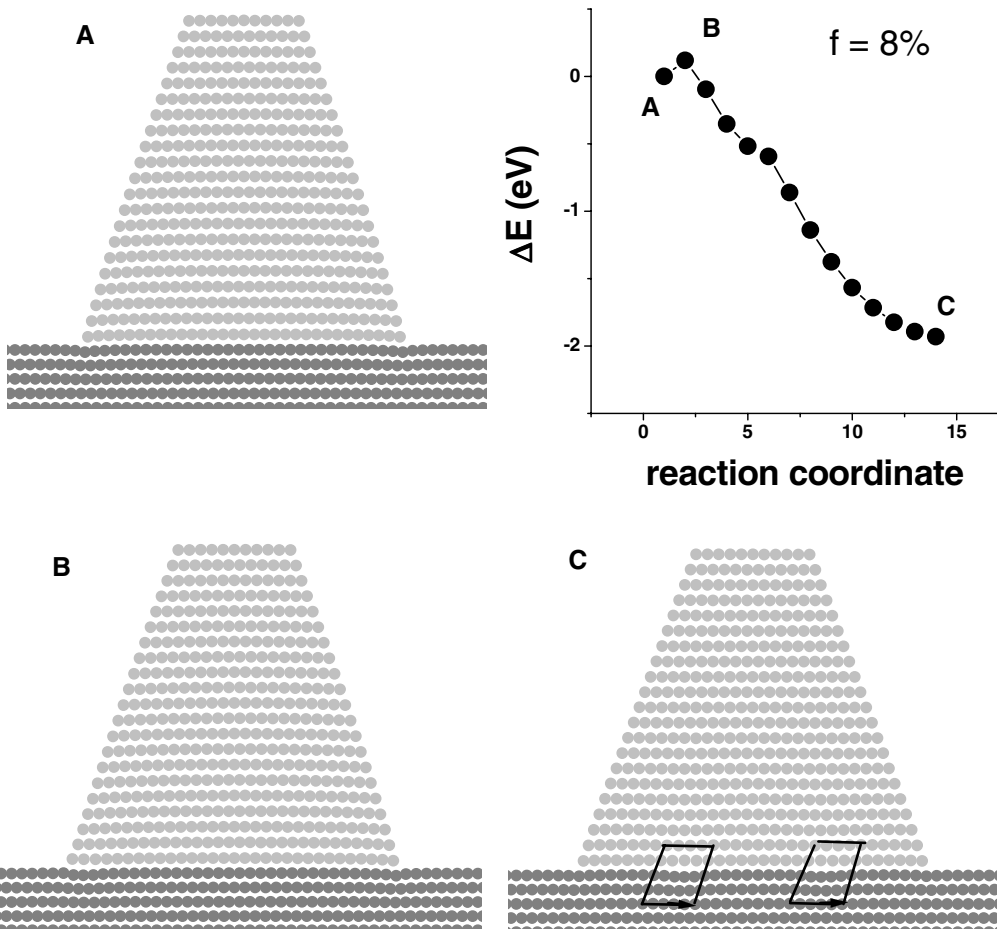 A
B
f = 8%
0
A
-1
ΔE (eV)
C
-2
0
5
10
15
reaction coordinate
B
C